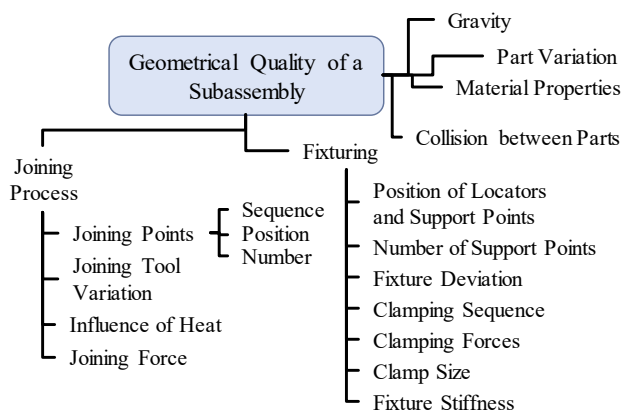 Geometrical Quality of a
Subassembly
Gravity
Part Variation
Material Properties
Collision between Parts
Joining
Process
Joining Points
Sequence
Position
Number
Joining Tool
Variation
Influence of Heat
Joining Force
Fixturing
Position of Locators
and Support Points
Number of Support Points
Fixture Deviation
Clamping Sequence
Clamping Forces
Clamp Size
Fixture Stiffness